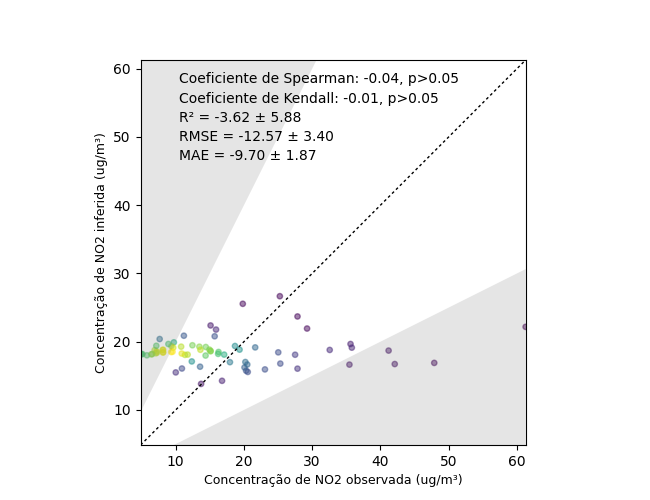 Coeficiente de Spearman: -0.04, p>0.05
Coeficiente de Kendall: -0.01, p>0.05
R² = -3.62 ± 5.88
RMSE = -12.57 ± 3.40
MAE = -9.70 ± 1.87
Concentração de NO2 inferida (ug/m³)
60
50
40
30
20
10
10 20 30 40 50 60
Concentração de NO2 observada (ug/m³)